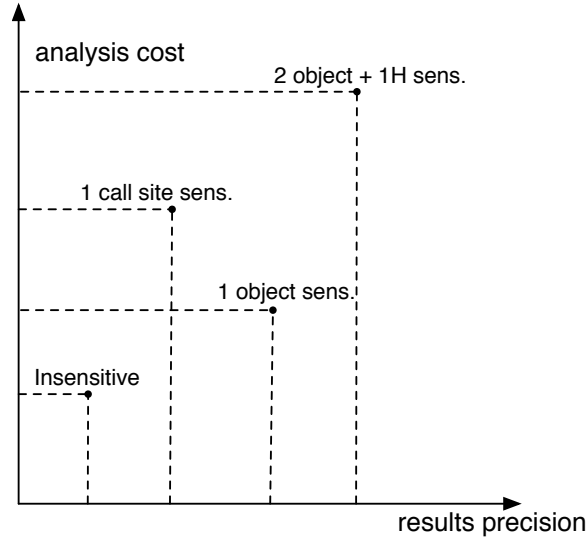 analysis cost
2 object + 1H sens.
1 call site sens.
1 object sens.
Insensitive
results precision